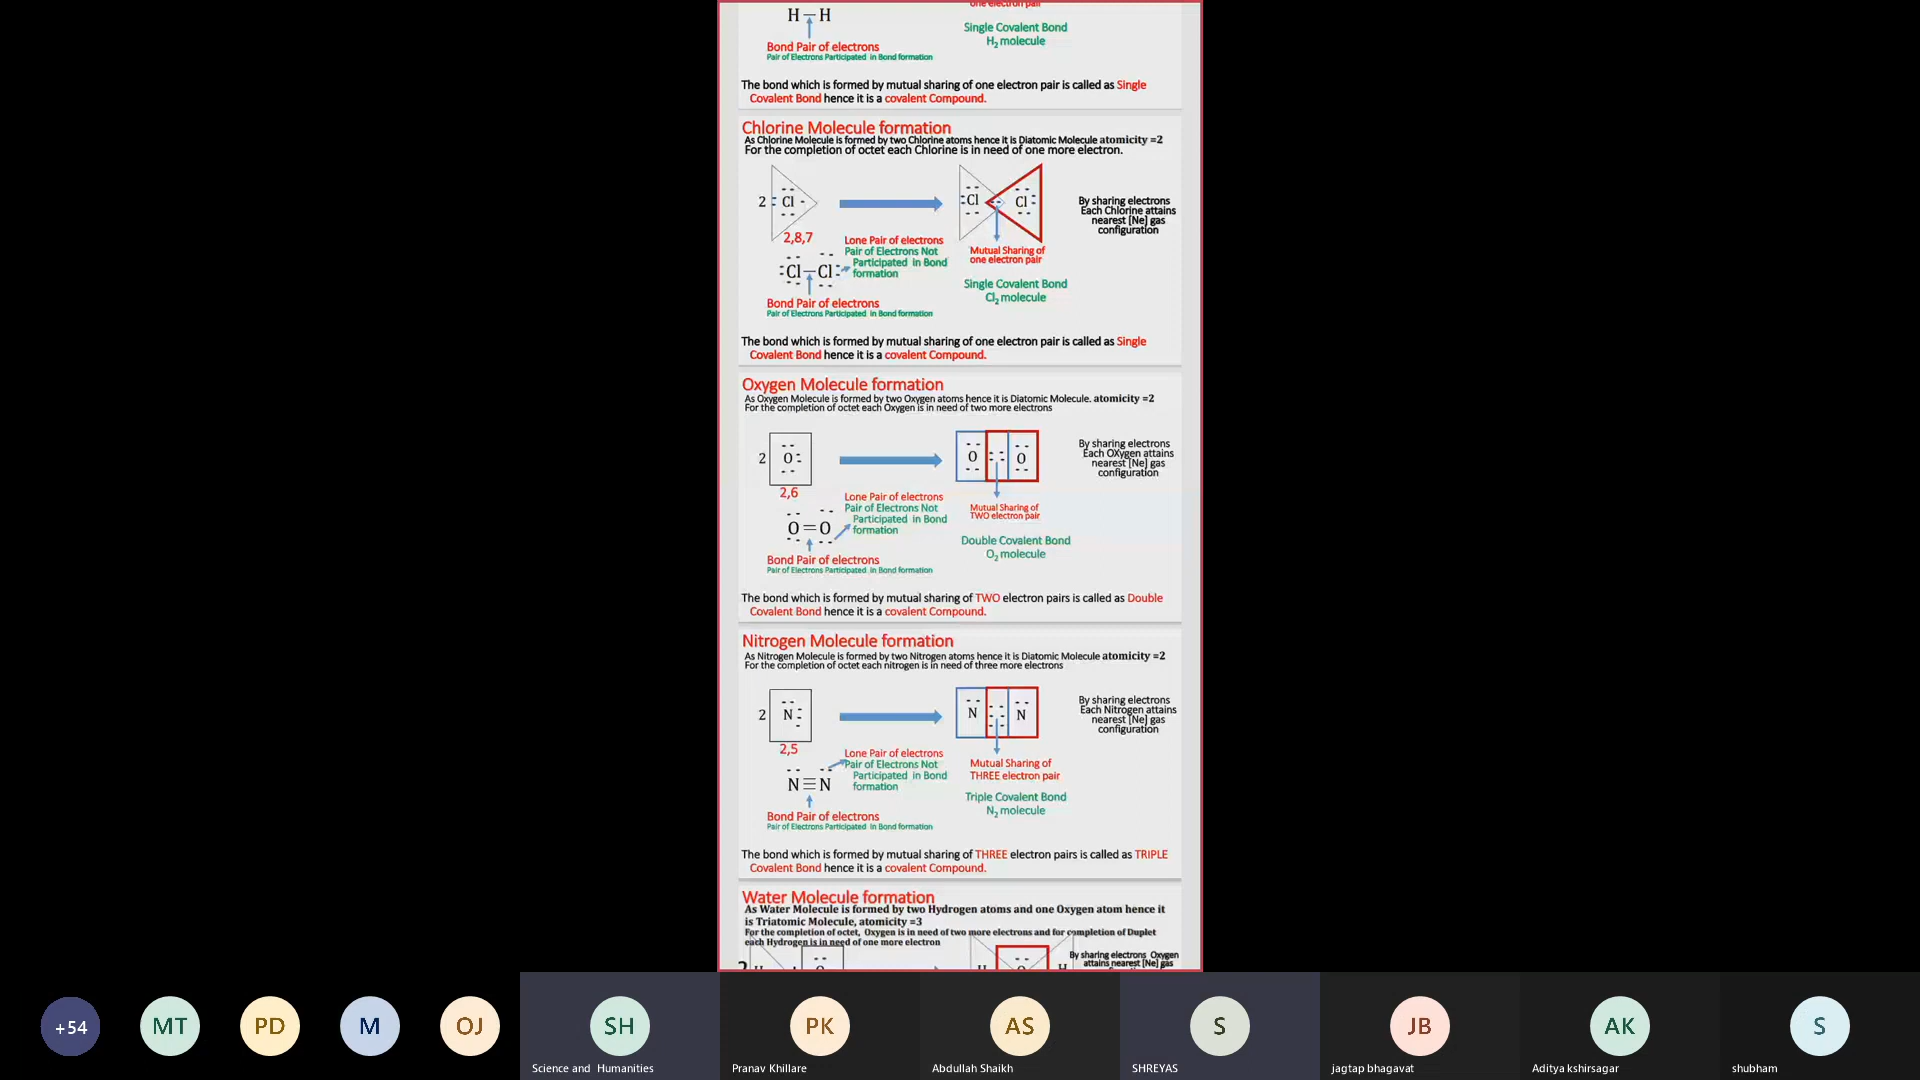 one electron pair
H – H
Single Covalent Bond
H2 molecule
Bond Pair of electrons
Pair of Electrons Participated in Bond formation
The bond which is formed by mutual sharing of one electron pair is called as Single
Covalent Bond hence it is a covalent Compound.
Chlorine Molecule formation
As Chlorine Molecule is formed by two Chlorine atoms hence it is Diatomic Molecule atomicity =2
For the completion of octet each Chlorine is in need of one more electron.
2 Cl
Cl Cl
By sharing electrons
Each Chlorine attains
nearest [Ne] gas
configuration
2,8,7
Lone Pair of electrons
Pair of Electrons Not
Participated in Bond
formation
Mutual Sharing of
one electron pair
Cl – Cl
Single Covalent Bond
Cl2 molecule
Bond Pair of electrons
Pair of Electrons Participated in Bond formation
The bond which is formed by mutual sharing of one electron pair is called as Single
Covalent Bond hence it is a covalent Compound.
Oxygen Molecule formation
As Oxygen Molecule is formed by two Oxygen atoms hence it is Diatomic Molecule. atomicity =2
For the completion of octet each Oxygen is in need of two more electrons
2 O
O O
By sharing electrons
Each OXygen attains
nearest [Ne] gas
configuration
2,6
Lone Pair of electrons
Pair of Electrons Not
Participated in Bond
formation
Mutual Sharing of
TWO electron pair
O = O
Double Covalent Bond
O2 molecule
Bond Pair of electrons
Pair of Electrons Participated in Bond formation
The bond which is formed by mutual sharing of TWO electron pairs is called as Double
Covalent Bond hence it is a covalent Compound.
Nitrogen Molecule formation
As Nitrogen Molecule is formed by two Nitrogen atoms hence it is Diatomic Molecule atomicity =2
For the completion of octet each nitrogen is in need of three more electrons
2 N
N N
By sharing electrons
Each Nitrogen attains
nearest [Ne] gas
configuration
2,5
Lone Pair of electrons
Pair of Electrons Not
Participated in Bond
formation
Mutual Sharing of
THREE electron pair
N ≡ N
Triple Covalent Bond
N2 molecule
Bond Pair of electrons
Pair of Electrons Participated in Bond formation
The bond which is formed by mutual sharing of THREE electron pairs is called as TRIPLE
Covalent Bond hence it is a covalent Compound.
Water Molecule formation
As Water Molecule is formed by two Hydrogen atoms and one Oxygen atom hence it
is Triatomic Molecule, atomicity =3
For the completion of octet, Oxygen is in need of two more electrons and for completion of Duplet
each Hydrogen is in need of one more electron
By sharing electrons Oxygen
attains nearest [Ne] gas
+54 MT PD M OJ SH PK AS S JB AK S
Science and Humanities Pranav Khillare Abdullah Shaikh SHREYAS jagtap bhagavat Aditya kshirsagar shubham